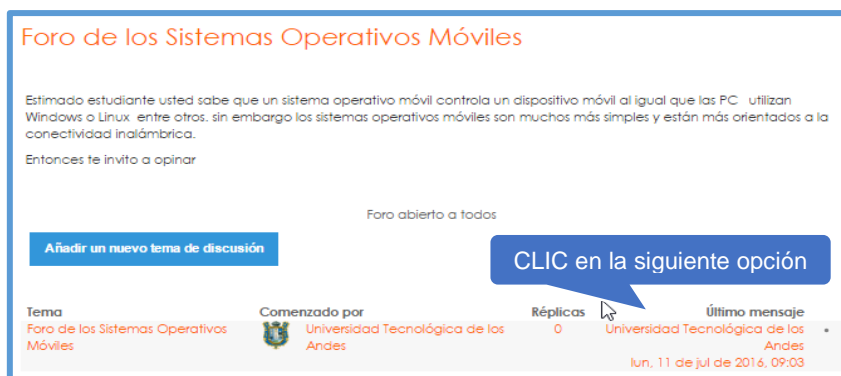 Foro de los Sistemas Operativos Móviles
Estimado estudiante usted sabe que un sistema operativo móvil controla un dispositivo móvil al igual que las PC utilizan
Windows o Linux entre otros. sin embargo los sistemas operativos móviles son muchos más simples y están más orientados a la
conectividad inalámbrica.
Entonces te invito a opinar
Foro abierto a todos
Añadir un nuevo tema de discusión
CLIC en la siguiente opción
Tema Comenzado por Réplicas Último mensaje
Foro de los Sistemas Operativos Universidad Tecnológica de los 0 Universidad Tecnológica de los
Móviles Andes Andes
lun, 11 de jul de 2016, 09:03